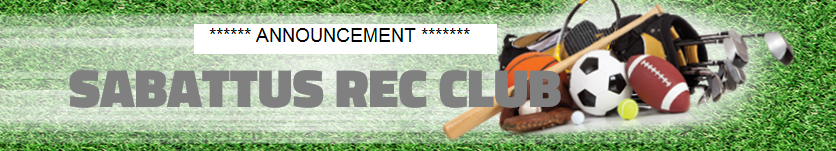 ****** ANNOUNCEMENT *******
SABATTUS REC CLUB